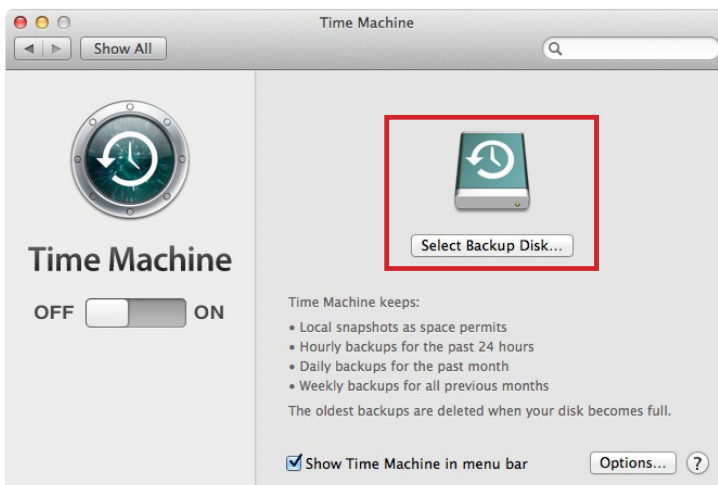 Time Machine
Show All
Select Backup Disk...
Time Machine
OFF ON
Time Machine keeps:
• Local snapshots as space permits
• Hourly backups for the past 24 hours
• Daily backups for the past month
• Weekly backups for all previous months
The oldest backups are deleted when your disk becomes full.
Show Time Machine in menu bar
Options... ?